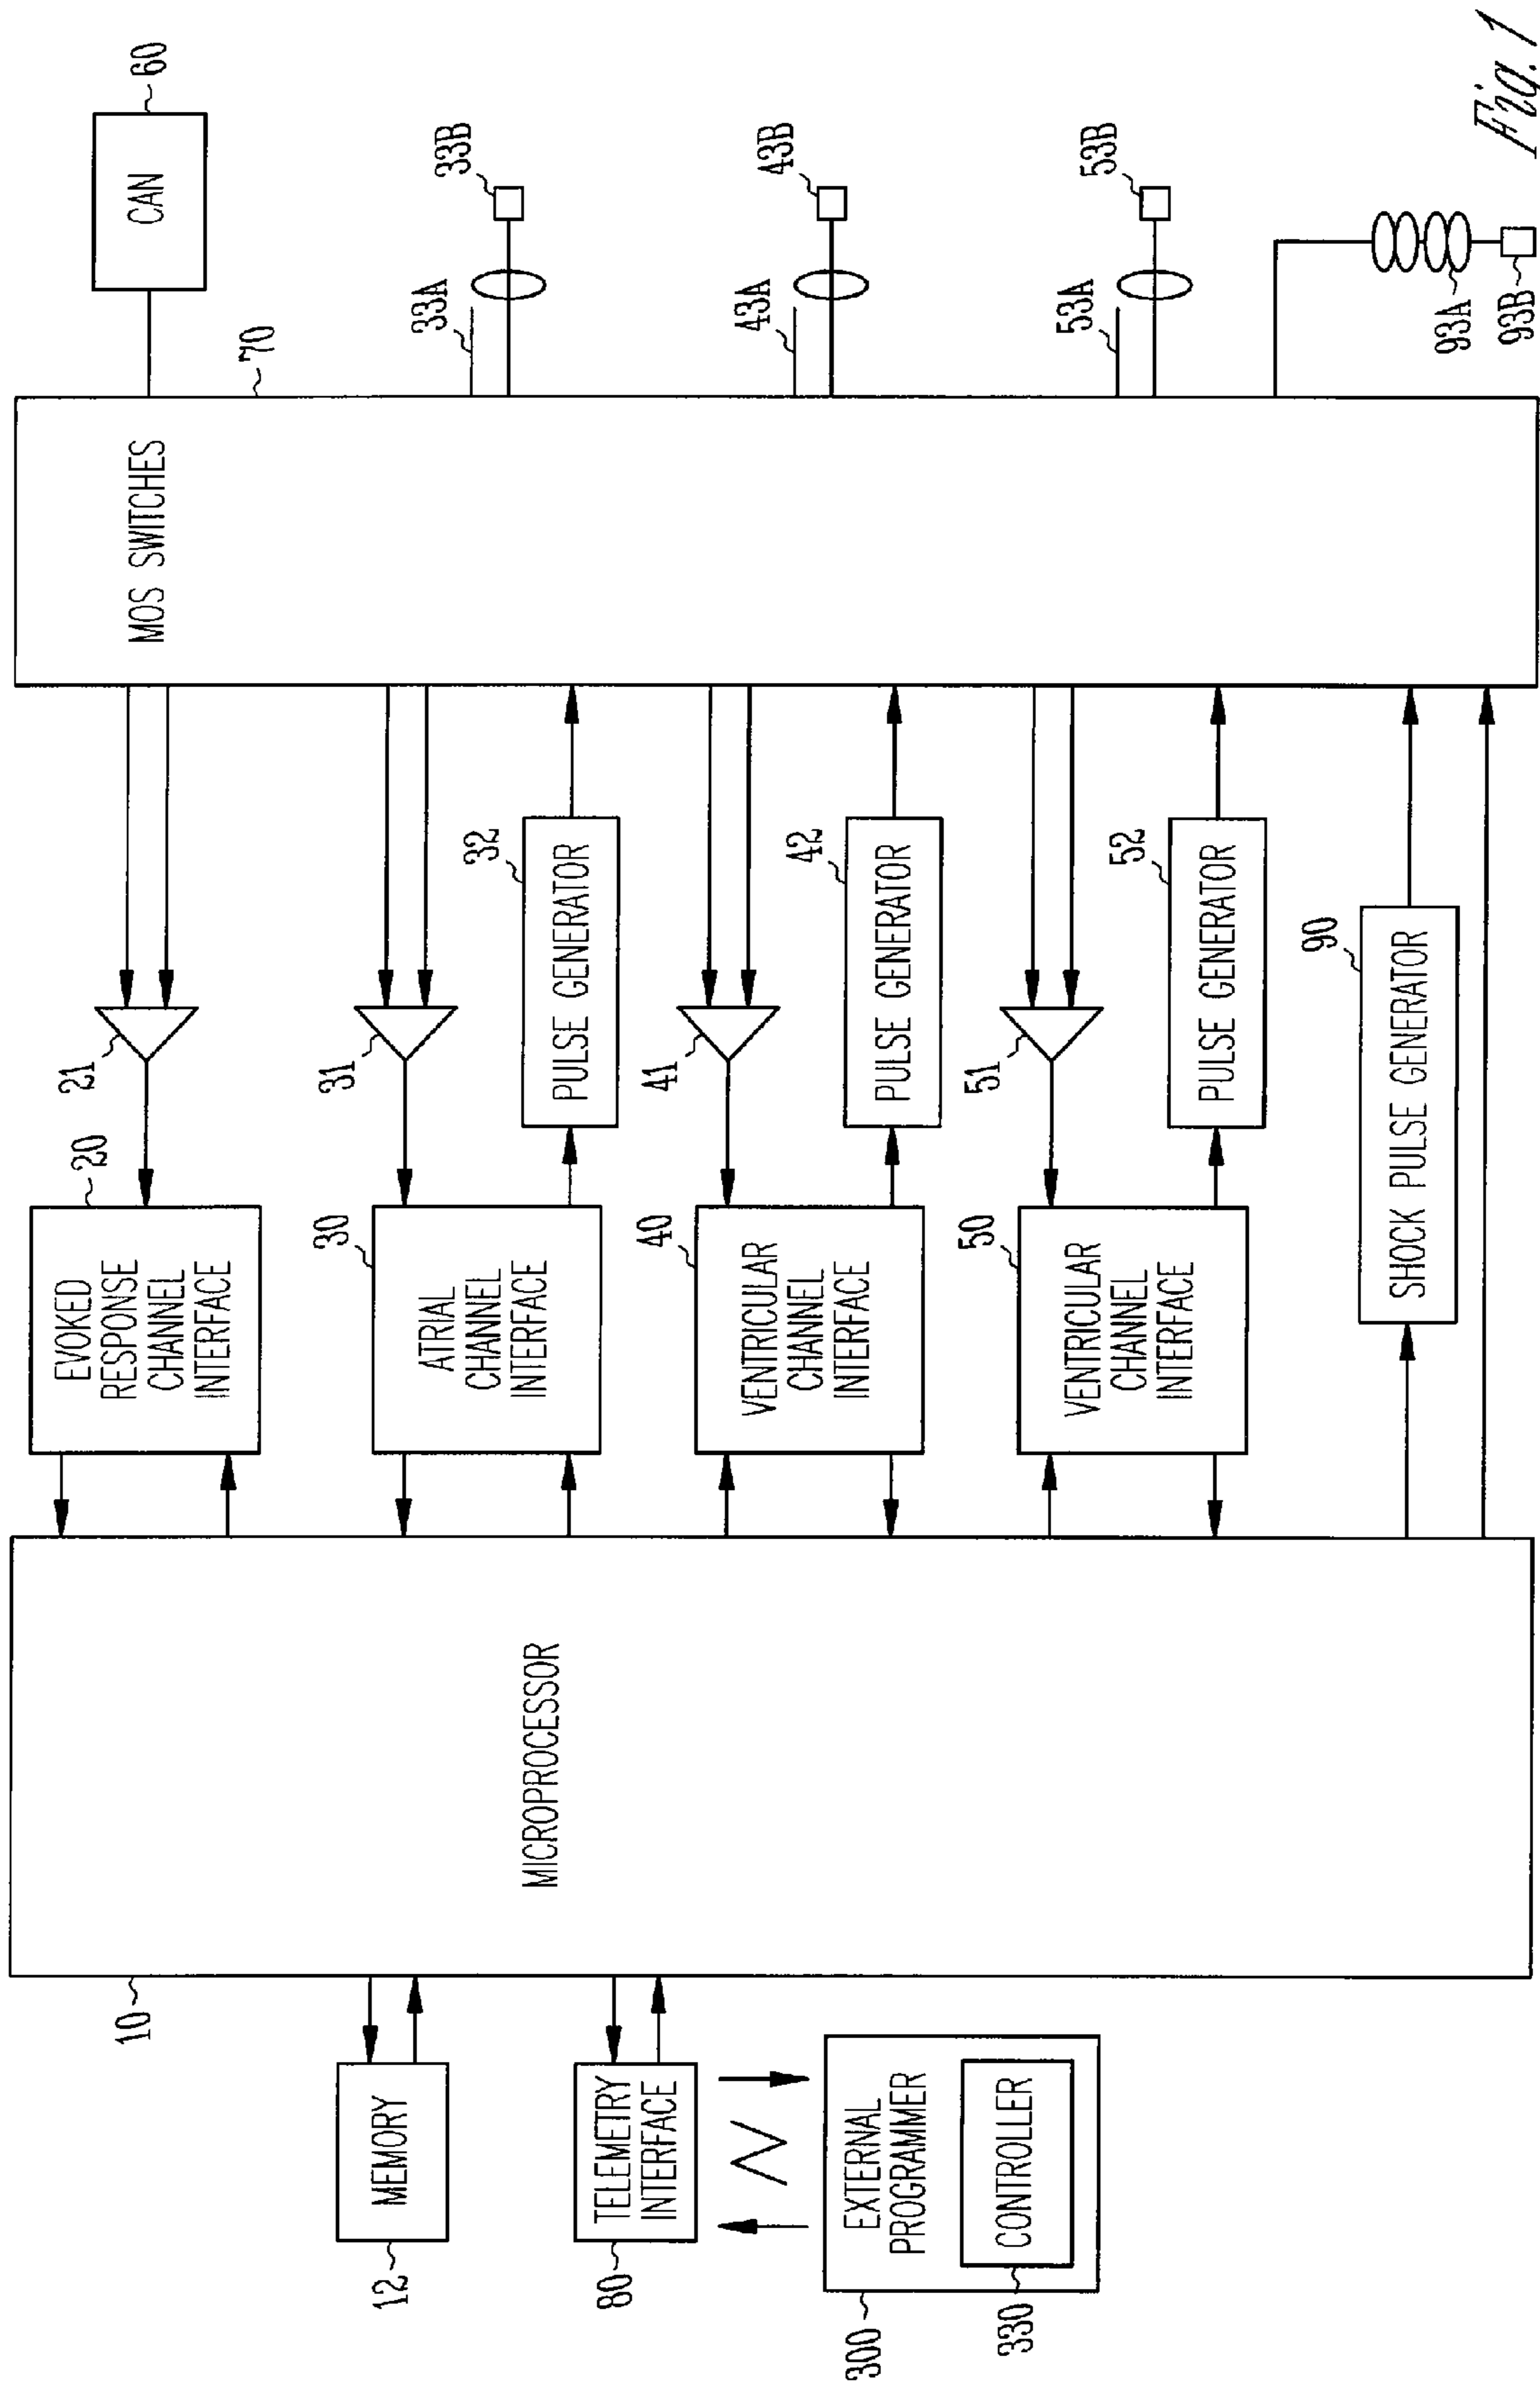 60
CAN
70
MOS SWITCHES
33A
33B
43A
43B
53A
53B
93A
93B
21
31
32
PULSE GENERATOR
41
42
PULSE GENERATOR
51
52
PULSE GENERATOR
90
SHOCK PULSE GENERATOR
20
EVOKED
RESPONSE
CHANNEL
INTERFACE
30
ATRIAL
CHANNEL
INTERFACE
40
VENTRICULAR
CHANNEL
INTERFACE
50
VENTRICULAR
CHANNEL
INTERFACE
10
MICROPROCESSOR
12
MEMORY
80
TELEMETRY
INTERFACE
300
EXTERNAL
PROGRAMMER
330
CONTROLLER
Fig. 1